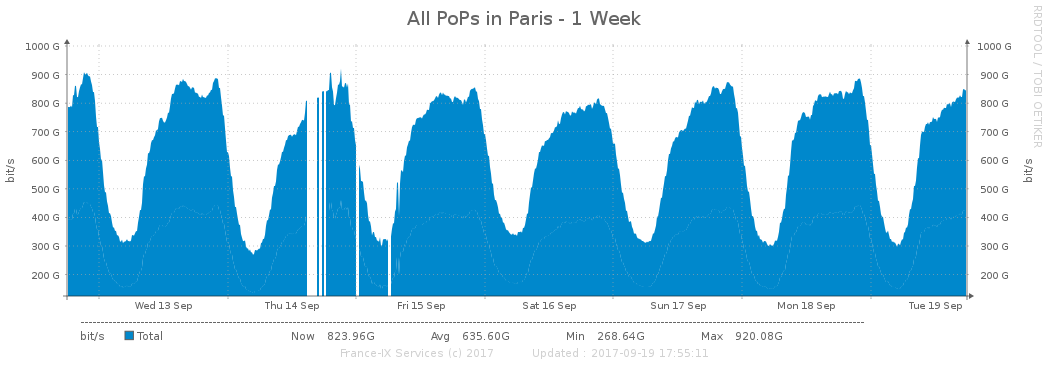 All PoPs in Paris - 1 Week
RRDTOOL / TOBI OETIKER
1000 G 1000 G
900 G 900 G
800 G 800 G
700 G 700 G
600 G 600 G
500 G 500 G
400 G 400 G
300 G 300 G
200 G 200 G
bit/s bit/s
Wed 13 Sep Thu 14 Sep Fri 15 Sep Sat 16 Sep Sun 17 Sep Mon 18 Sep Tue 19 Sep
bit/s Total Now 823.96G Avg 635.60G Min 268.64G Max 920.08G
France-IX Services (c) 2017 Updated : 2017-09-19 17:55:11